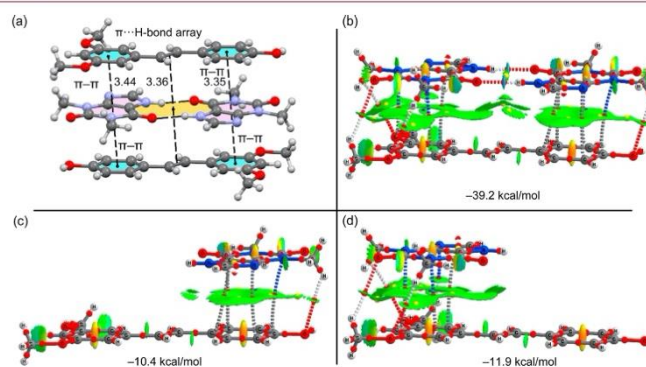 (a)
π···H-bond array
π–π
3.44
3.36
π–π
3.35
π–π
π–π
(b)
–39.2 kcal/mol
(c)
–10.4 kcal/mol
(d)
–11.9 kcal/mol